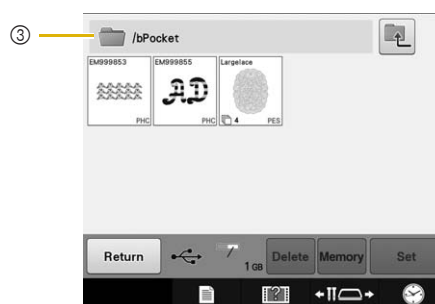 ③
/bPocket
EM999853 EM999855 Largelace
PHC PHC 4 PES
Return 1 GB Delete Memory Set